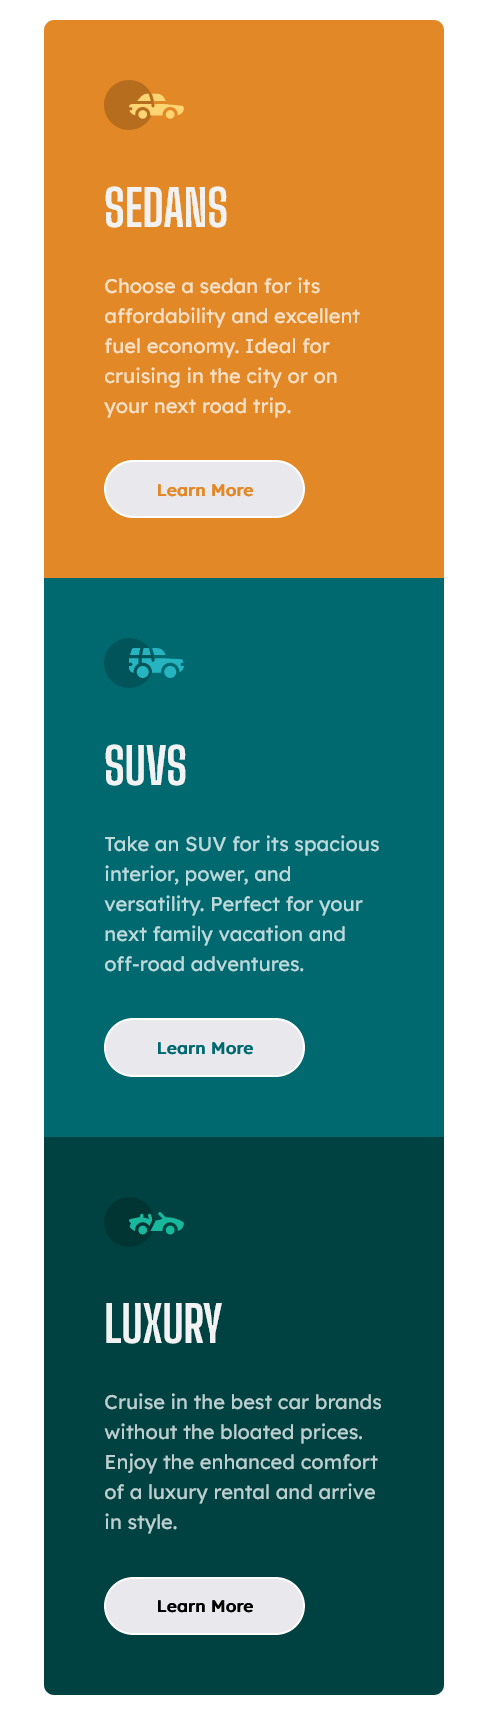 SEDANS
Choose a sedan for its
affordability and excellent
fuel economy. Ideal for
cruising in the city or on
your next road trip.
Learn More
SUVS
Take an SUV for its spacious
interior, power, and
versatility. Perfect for your
next family vacation and
off-road adventures.
Learn More
LUXURY
Cruise in the best car brands
without the bloated prices.
Enjoy the enhanced comfort
of a luxury rental and arrive
in style.
Learn More